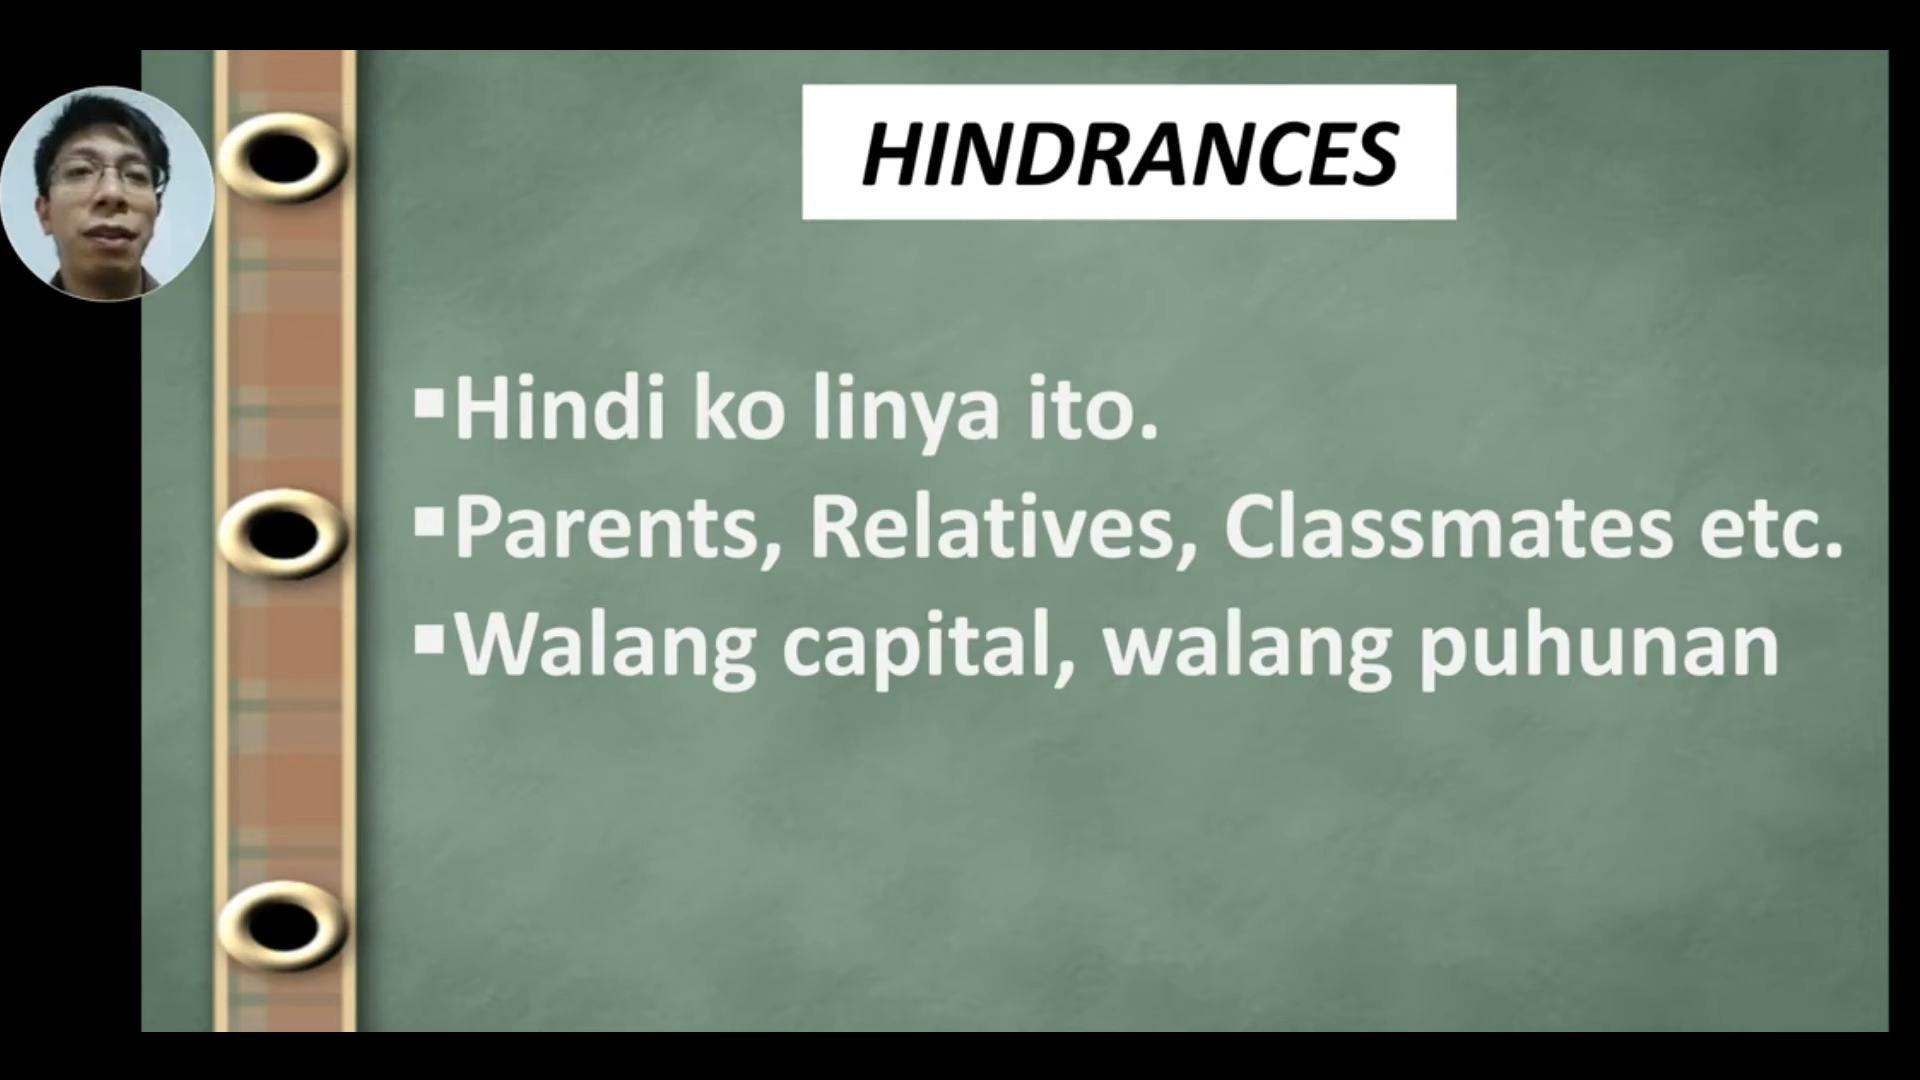 HINDRANCES
▪Hindi ko linya ito.
▪Parents, Relatives, Classmates etc.
▪Walang capital, walang puhunan